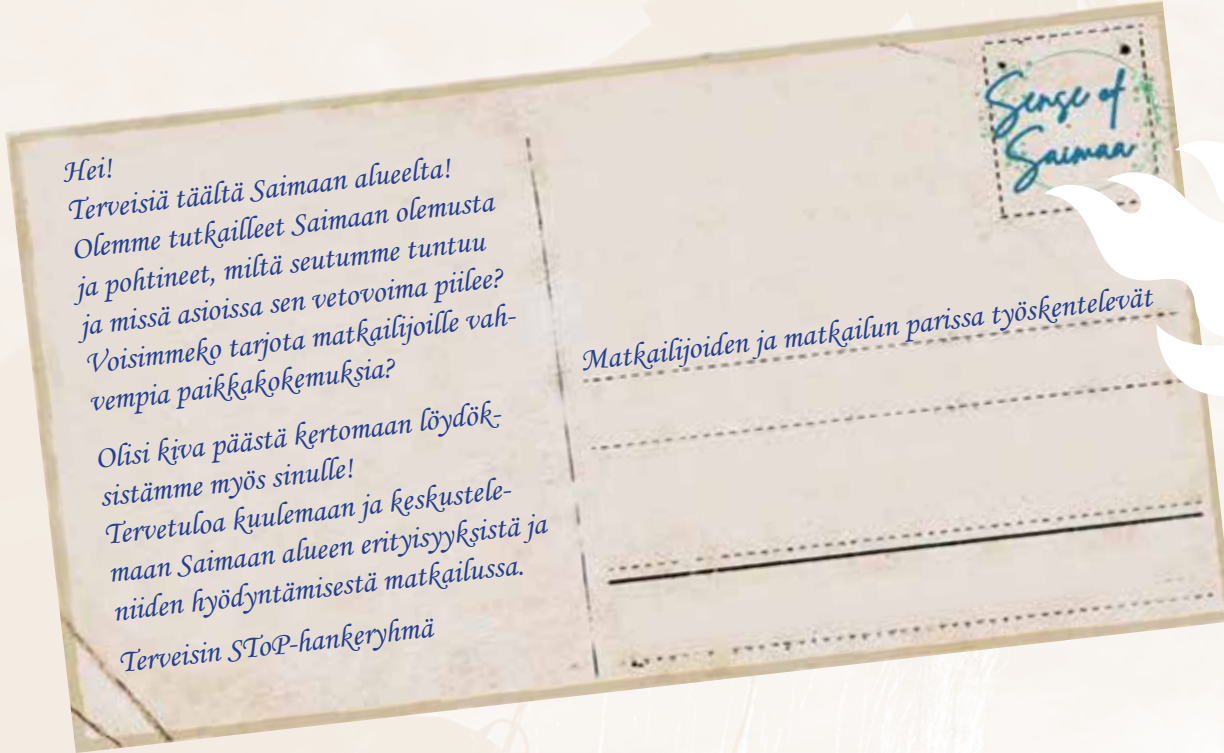 Hei!
Terveisiä täältä Saimaan alueelta!
Olemme tutkailleet Saimaan olemusta
ja pohtineet, miltä seutumme tuntuu
ja missä asioissa sen vetovoima piilee?
Voisimmeko tarjota matkailijoille vah-
vempia paikkakokemuksia?
Olisi kiva päästä kertomaan löydök-
sistämme myös sinulle!
Tervetuloa kuulemaan ja keskustele-
maan Saimaan alueen erityisyyksistä ja
niiden hyödyntämisestä matkailussa.
Terveisin SToP-hankeryhmä
Sense of
Saimaa
Matkailijoiden ja matkailun parissa työskentelevät